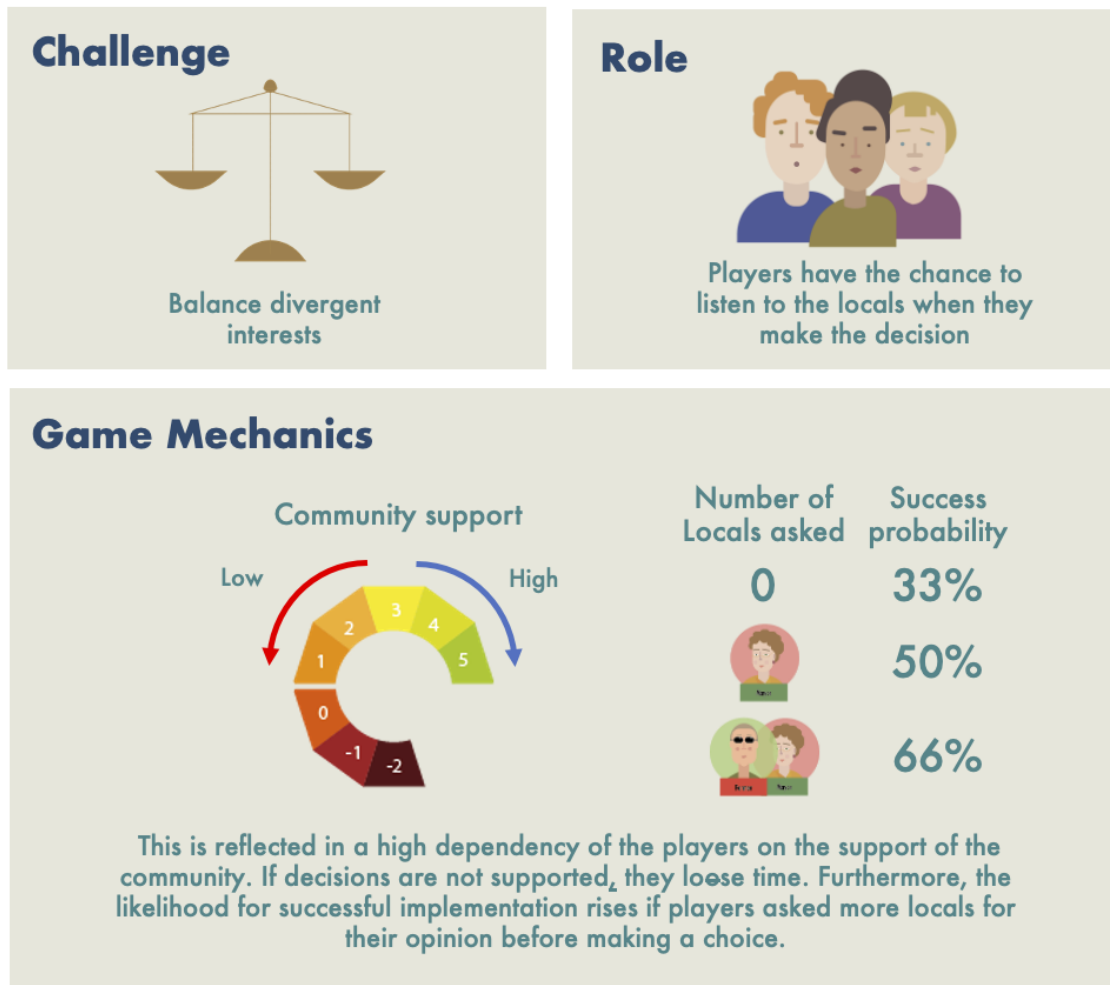 Challenge
Balance divergent
interests
Role
Players have the chance to
listen to the locals when they
make the decision
Game Mechanics
Community support
Low
High
1
2
3
4
5
0
-1
-2
Number of
Locals asked
Success
probability
0
33%
50%
66%
This is reflected in a high dependency of the players on the support of the
community. If decisions are not supported, they loose time. Furthermore, the
likelihood for successful implementation rises if players asked more locals for
their opinion before making a choice.